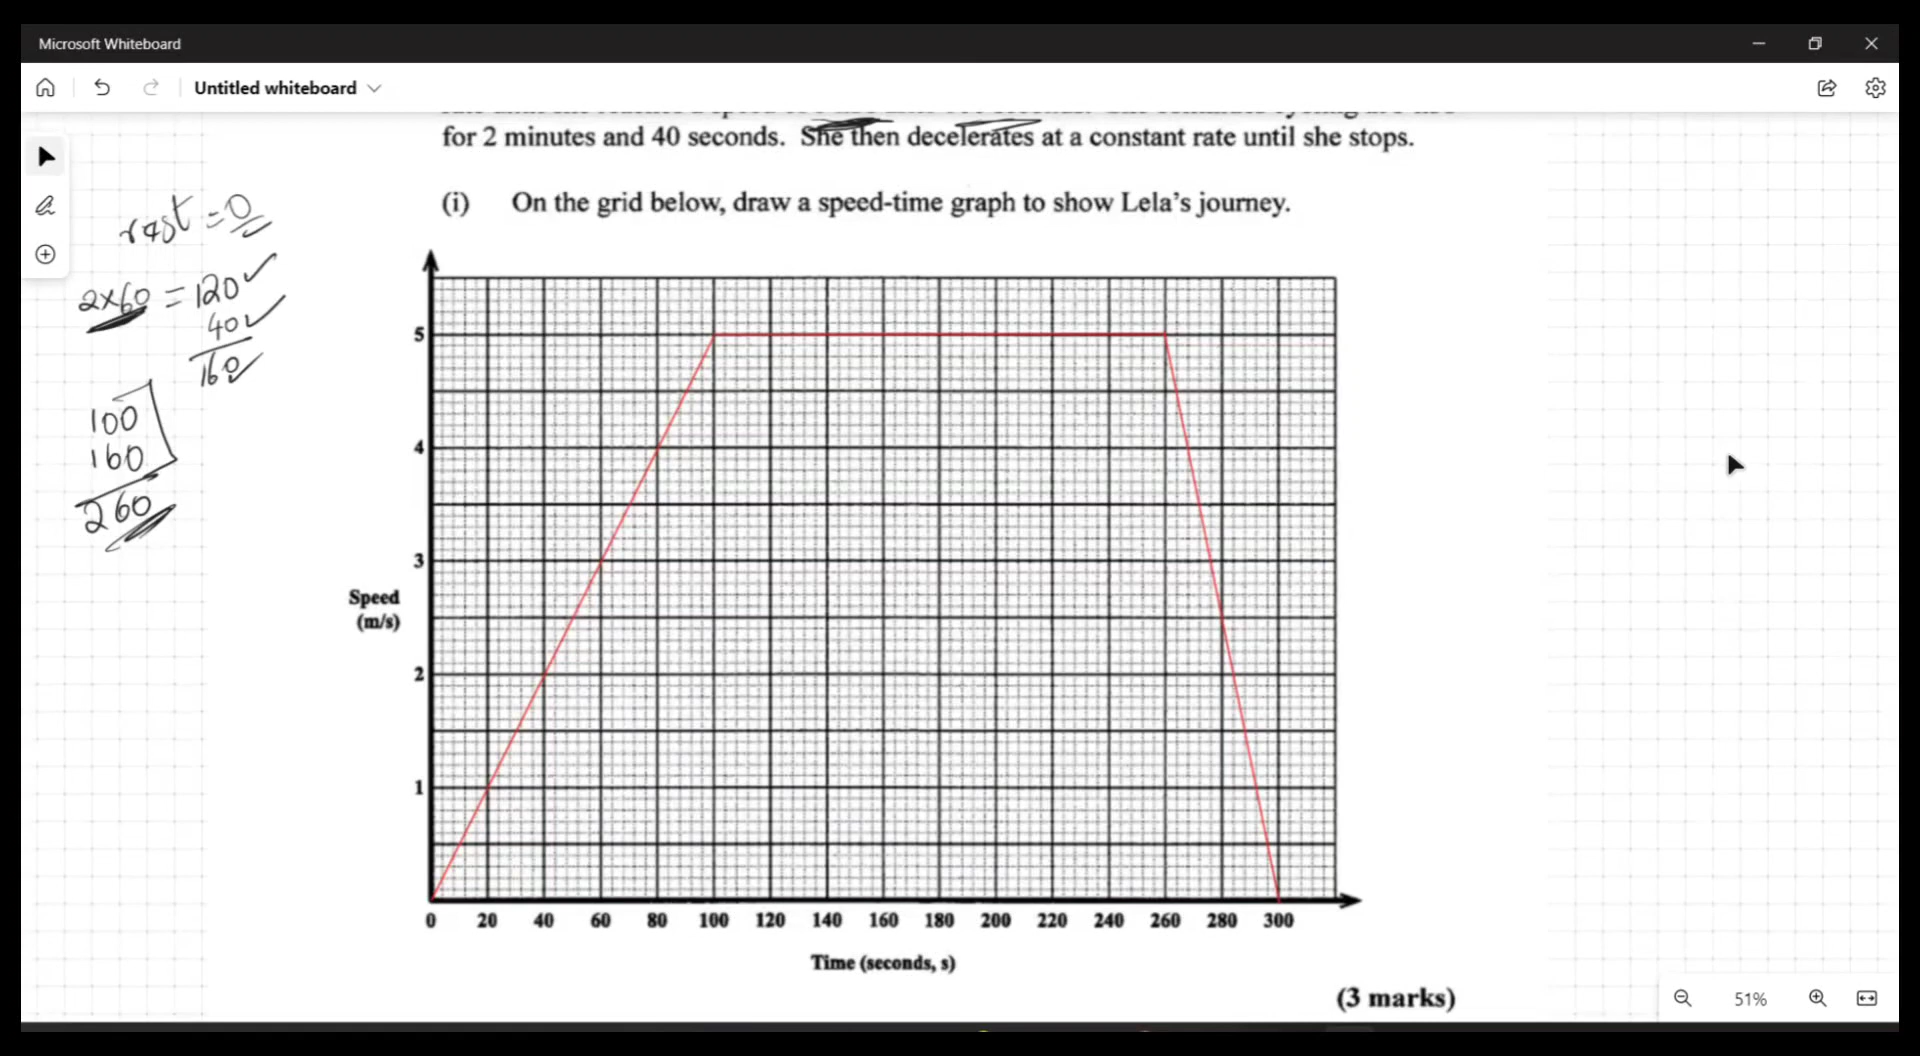 Microsoft Whiteboard
Untitled whiteboard
for 2 minutes and 40 seconds. She then decelerates at a constant rate until she stops.
(i) On the grid below, draw a speed-time graph to show Lela's journey.
rest = 0
2×60 = 120 ✓
40 ✓
160 ✓
100
160
260
5
4
3
Speed
(m/s)
2
1
0 20 40 60 80 100 120 140 160 180 200 220 240 260 280 300
Time (seconds, s)
(3 marks)
51%